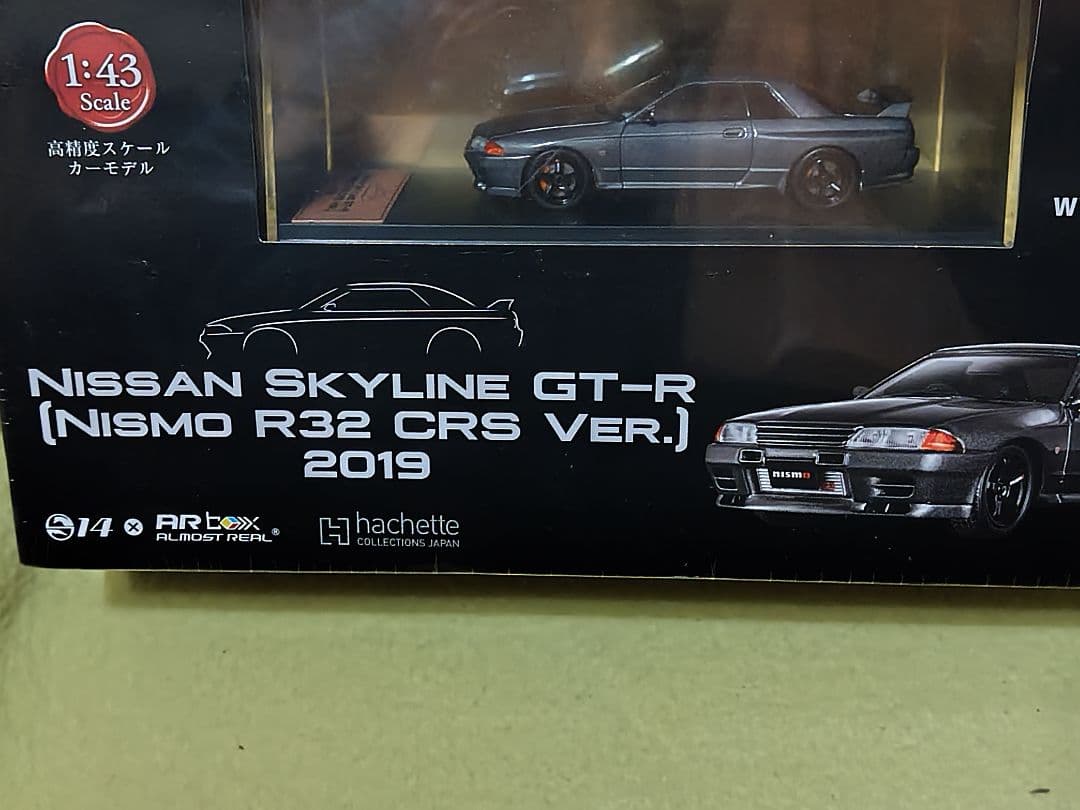 1:43
Scale
高精度スケール
カーモデル
W
NISSAN SKYLINE GT-R
(NISMO R32 CRS VER.)
2019
14 × AR box
ALMOST REAL®
hachette
COLLECTIONS JAPAN
nismo